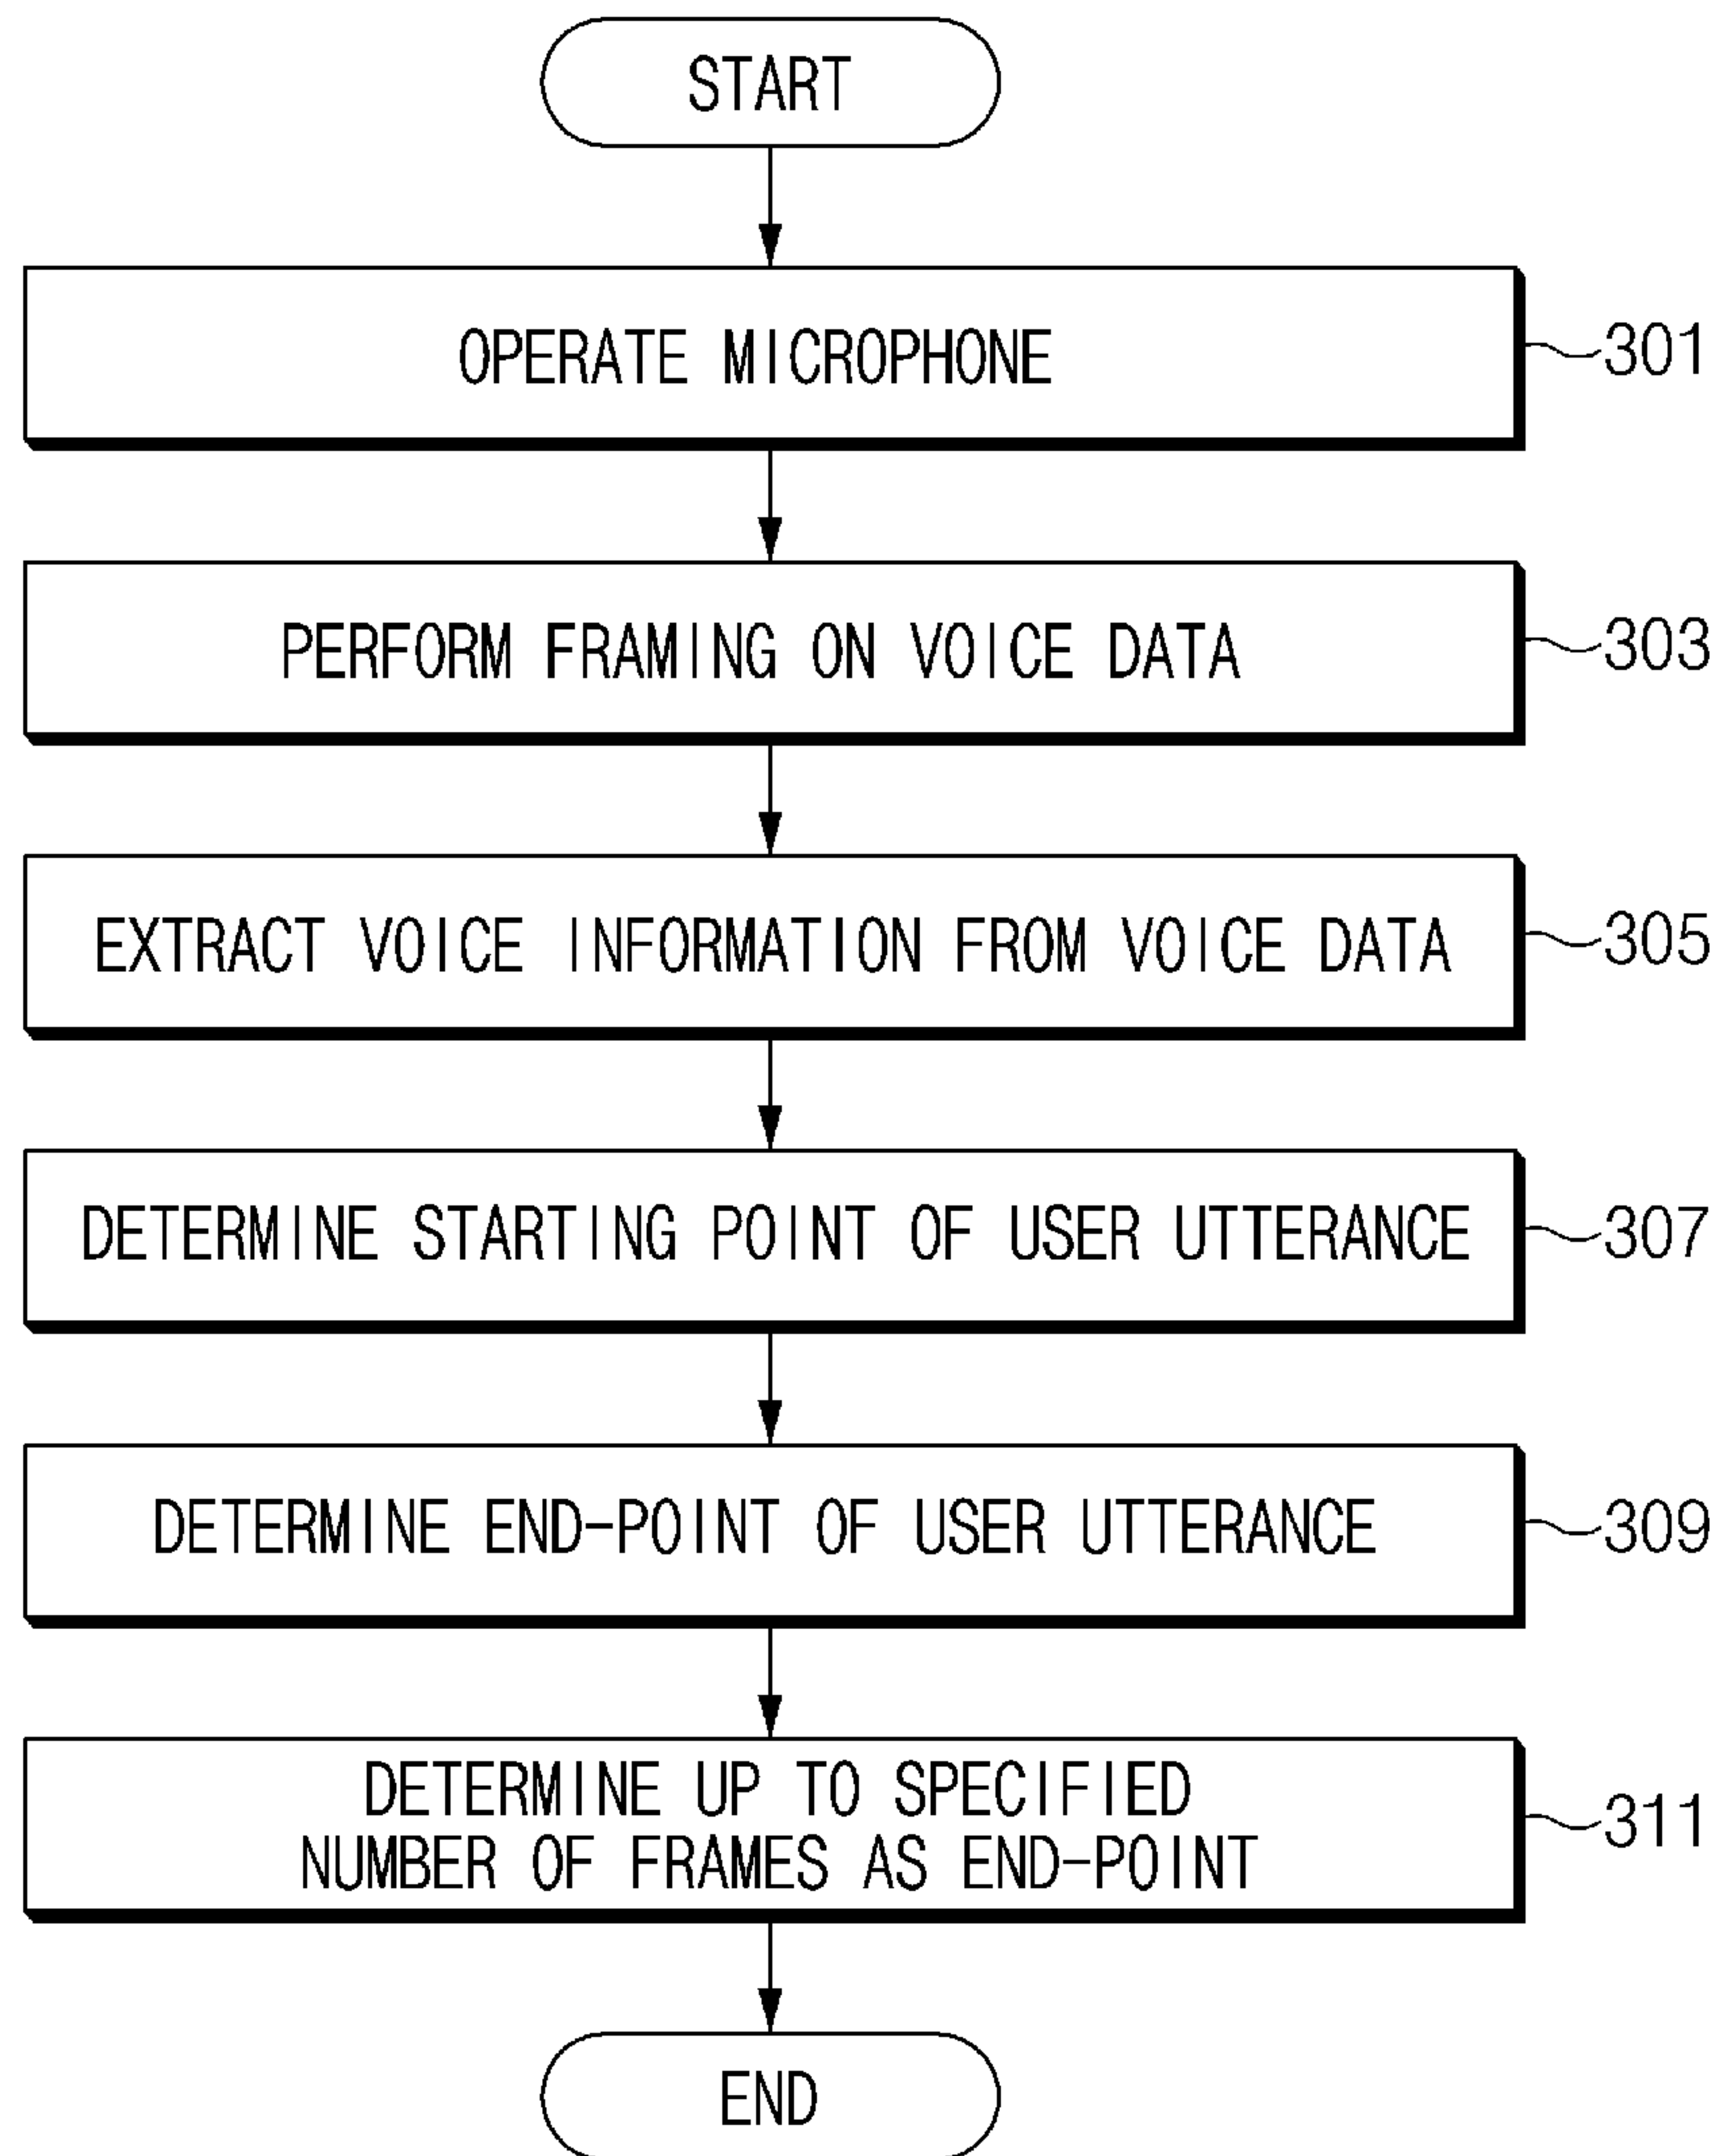 START
OPERATE MICROPHONE
301
PERFORM FRAMING ON VOICE DATA
303
EXTRACT VOICE INFORMATION FROM VOICE DATA
305
DETERMINE STARTING POINT OF USER UTTERANCE
307
DETERMINE END-POINT OF USER UTTERANCE
309
DETERMINE UP TO SPECIFIED
NUMBER OF FRAMES AS END-POINT
311
END